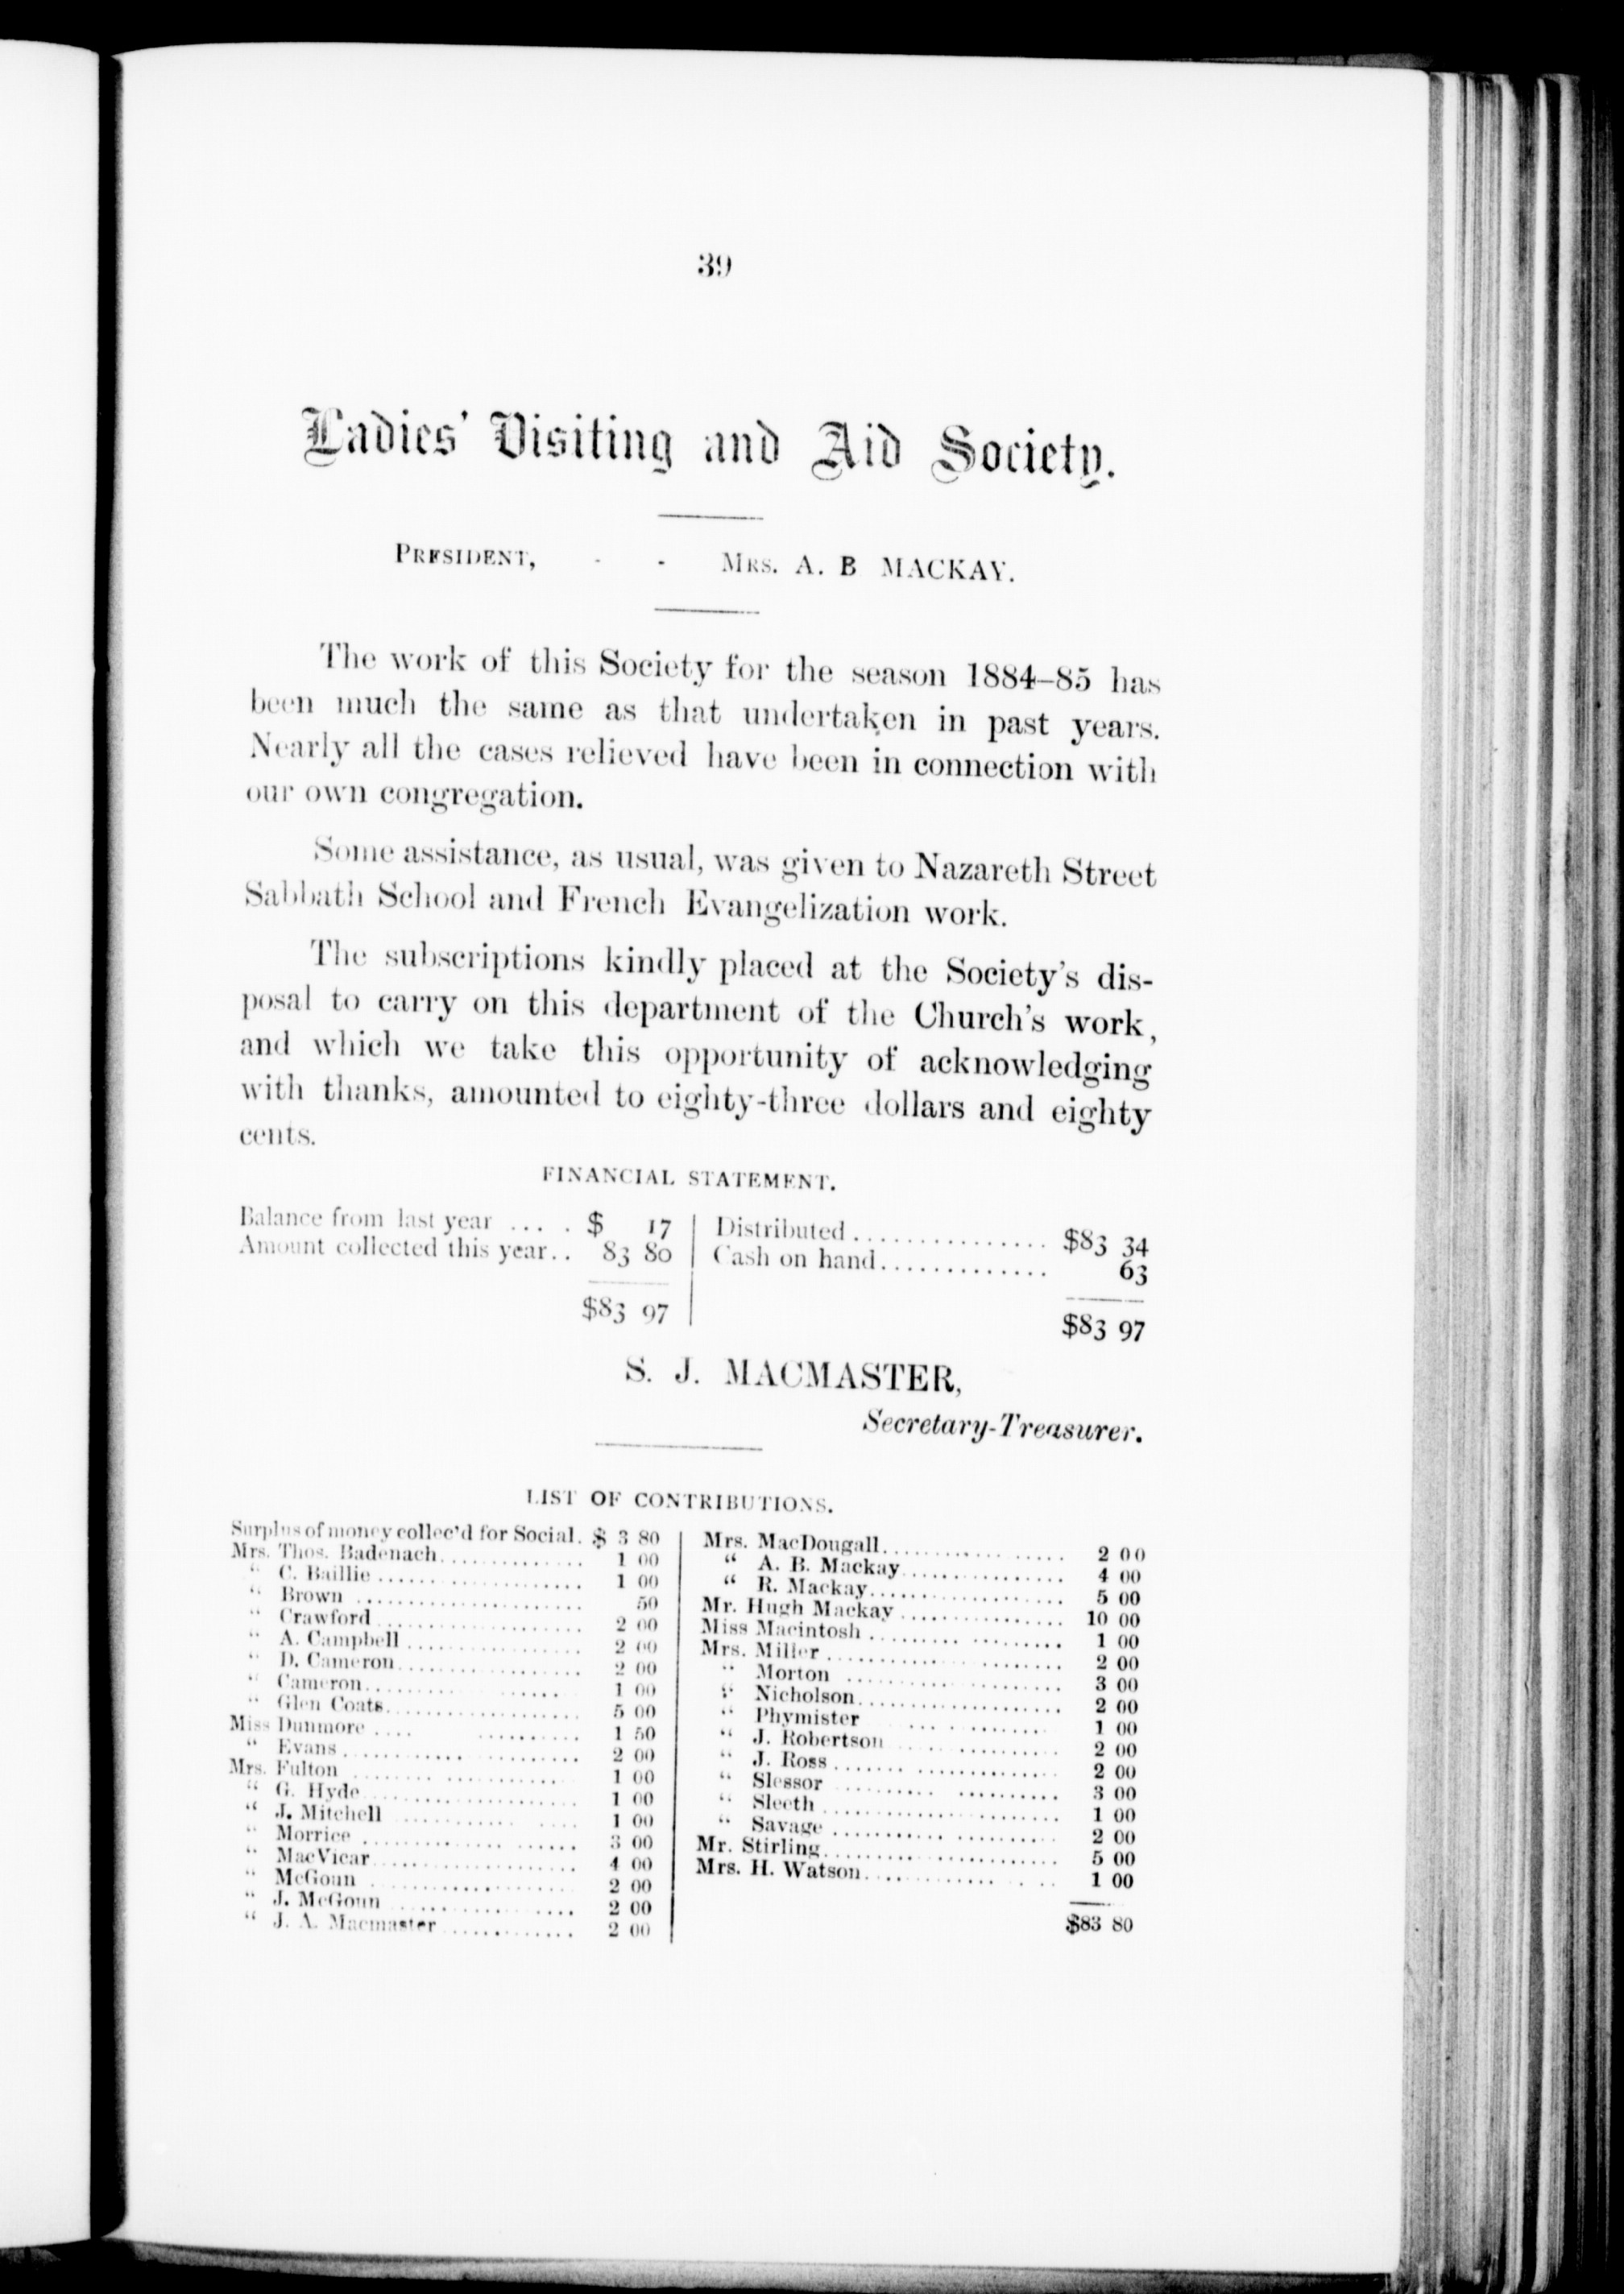 39
Ladies' Visiting and Aid Society.
PRESIDENT, - - MRS. A. B MACKAY.
The work of this Society for the season 1884–85 has
been much the same as that undertaken in past years.
Nearly all the cases relieved have been in connection with
our own congregation.
Some assistance, as usual, was given to Nazareth Street
Sabbath School and French Evangelization work.
The subscriptions kindly placed at the Society's dis-
posal to carry on this department of the Church's work,
and which we take this opportunity of acknowledging
with thanks, amounted to eighty-three dollars and eighty
cents.
FINANCIAL STATEMENT.
Balance from last year .... . $ 17
Amount collected this year.. 83 80
$83 97
Distributed............... $83 34
Cash on hand............. 63
$83 97
S. J. MACMASTER,
Secretary-Treasurer.
LIST OF CONTRIBUTIONS.
Surplus of money collec'd for Social. $ 3 80
Mrs. Thos. Badenach............. 1 00
" C. Baillie .................... 1 00
" Brown ...................... 50
" Crawford .................... 2 00
" A. Campbell ................. 2 00
" D. Cameron.................. 2 00
" Cameron.................... 1 00
" Glen Coats................... 5 00
Miss Dunmore .... .......... 1 50
" Evans....................... 2 00
Mrs. Fulton .................... 1 00
" G. Hyde..................... 1 00
" J. Mitchell ............ .... 1 00
" Morrice ..................... 3 00
" MacVicar.................... 4 00
" McGoun .................... 2 00
" J. McGoun .................. 2 00
" J. A. Macmaster ............. 2 00
Mrs. MacDougall................. 2 00
" A. B. Mackay................ 4 00
" R. Mackay................... 5 00
Mr. Hugh Mackay ................ 10 00
Miss Macintosh ......... ......... 1 00
Mrs. Miller ...................... 2 00
" Morton ..................... 3 00
" Nicholson.................... 2 00
" Phymister ... ....... 1 00
" J. Robertson ............... 2 00
" J. Ross ..................... 2 00
" Slessor .......... .......... 3 00
" Sleeth ....................... 1 00
" Savage ........... .......... 2 00
Mr. Stirling....................... 5 00
Mrs. H. Watson............. . .. 1 00
$83 80